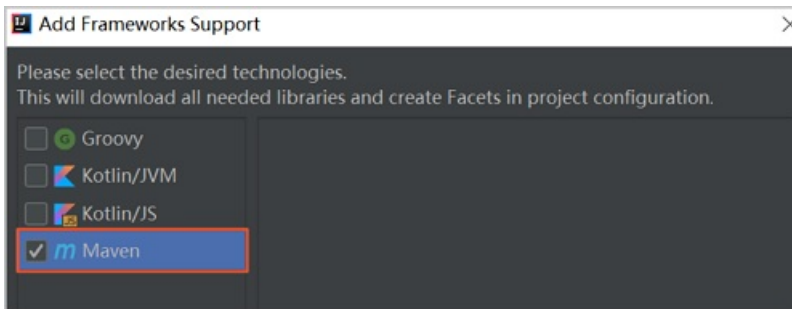 Add Frameworks Support
Please select the desired technologies.
This will download all needed libraries and create Facets in project configuration.
Groovy
Kotlin/JVM
Kotlin/JS
Maven